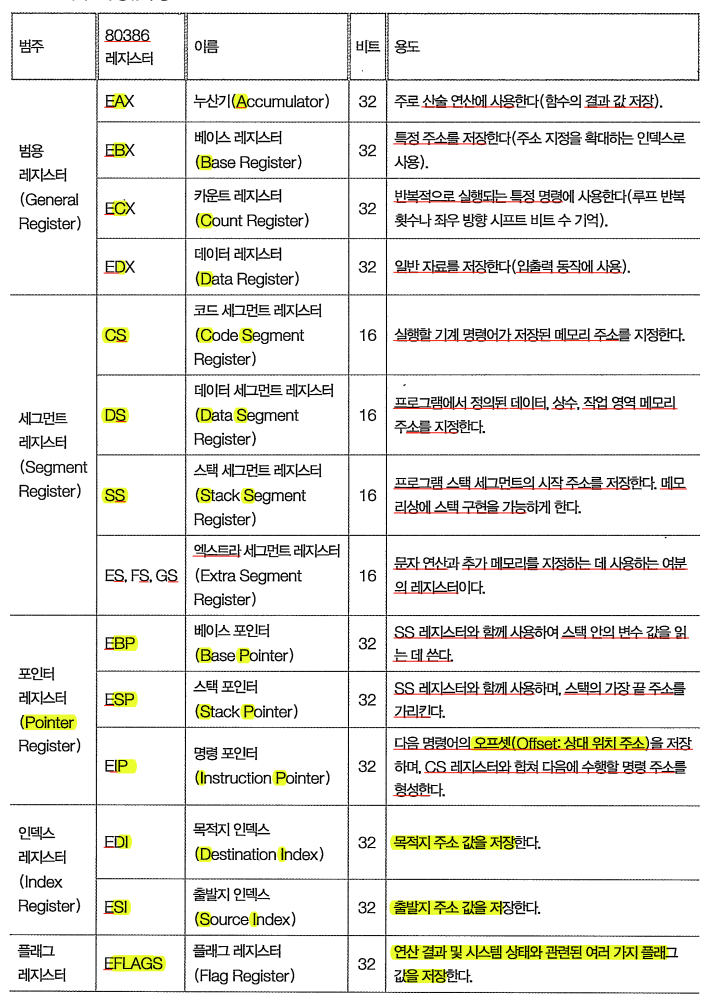 범주
80386
레지스터
이름
비트
용도
범용
레지스터
(General
Register)
EAX
누산기(Accumulator)
32
주로 산술 연산에 사용한다(함수의 결과 값 저장).
EBX
베이스 레지스터
(Base Register)
32
특정 주소를 저장한다(주소 지정을 확대하는 인덱스로
사용).
ECX
카운트 레지스터
(Count Register)
32
반복적으로 실행되는 특정 명령에 사용한다(루프 반복
횟수나 좌우 방향 시프트 비트 수 기억).
EDX
데이터 레지스터
(Data Register)
32
일반 자료를 저장한다(입출력 동작에 사용).
세그먼트
레지스터
(Segment
Register)
CS
코드 세그먼트 레지스터
(Code Segment
Register)
16
실행할 기계 명령어가 저장된 메모리 주소를 지정한다.
DS
데이터 세그먼트 레지스터
(Data Segment
Register)
16
프로그램에서 정의된 데이터, 상수, 작업 영역 메모리
주소를 지정한다.
SS
스택 세그먼트 레지스터
(Stack Segment
Register)
16
프로그램 스택 세그먼트의 시작 주소를 저장한다. 메모
리상에 스택 구현을 가능하게 한다.
ES, FS, GS
엑스트라 세그먼트 레지스터
(Extra Segment
Register)
16
문자 연산과 추가 메모리를 지정하는 데 사용하는 여분
의 레지스터이다.
포인터
레지스터
(Pointer
Register)
EBP
베이스 포인터
(Base Pointer)
32
SS 레지스터와 함께 사용하여 스택 안의 변수 값을 읽
는 데 쓴다.
ESP
스택 포인터
(Stack Pointer)
32
SS 레지스터와 함께 사용하며, 스택의 가장 끝 주소를
가리킨다.
EIP
명령 포인터
(Instruction Pointer)
32
다음 명령어의 오프셋(Offset: 상대 위치 주소)을 저장
하며, CS 레지스터와 합쳐 다음에 수행할 명령 주소를
형성한다.
인덱스
레지스터
(Index
Register)
EDI
목적지 인덱스
(Destination Index)
32
목적지 주소 값을 저장한다.
ESI
출발지 인덱스
(Source Index)
32
출발지 주소 값을 저장한다.
플래그
레지스터
EFLAGS
플래그 레지스터
(Flag Register)
32
연산 결과 및 시스템 상태와 관련된 여러 가지 플래그
값을 저장한다.